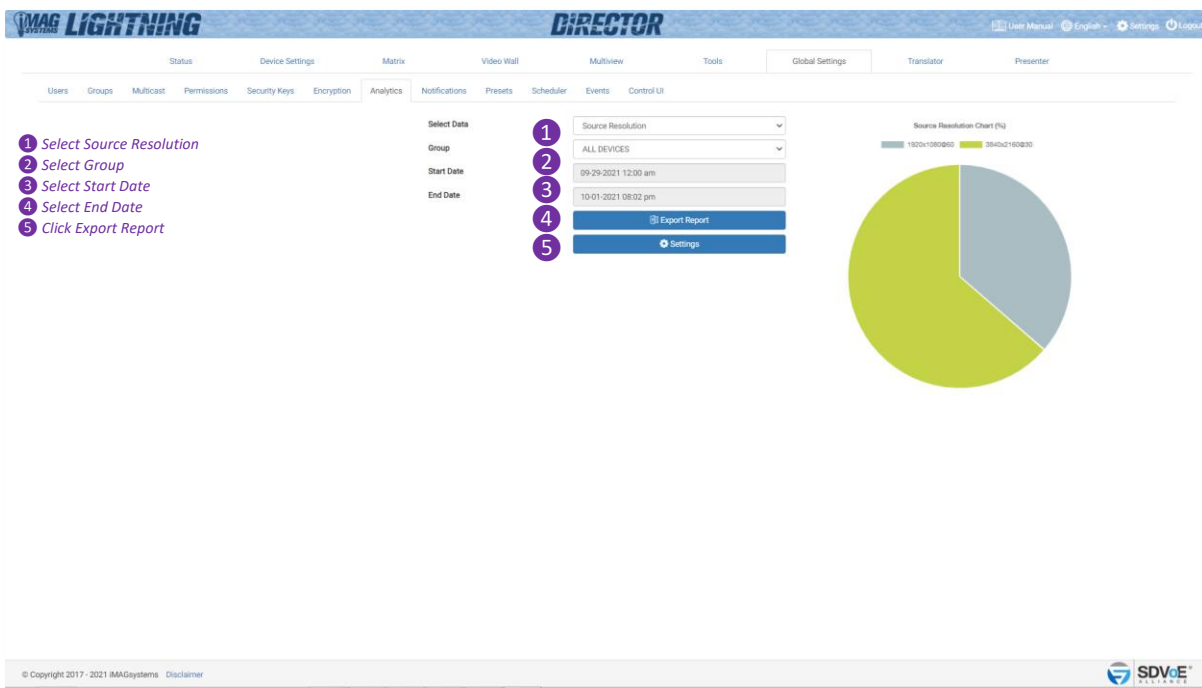 iMAG SYSTEMS LIGHTNING DiRECTOR User Manual English Settings Logout
Status Device Settings Matrix Video Wall Multiview Tools Global Settings Translator Presenter
Users Groups Multicast Permissions Security Keys Encryption Analytics Notifications Presets Scheduler Events Control UI
1 Select Source Resolution
2 Select Group
3 Select Start Date
4 Select End Date
5 Click Export Report
Select Data 1 Source Resolution
Group 2 ALL DEVICES
Start Date 3 09-29-2021 12:00 am
End Date 4 10-01-2021 08:02 pm
Export Report
5 Settings
Source Resolution Chart (%)
1920x1080@60 3840x2160@30
© Copyright 2017 - 2021 iMAGsystems Disclaimer
SDVoE
ALLIANCE